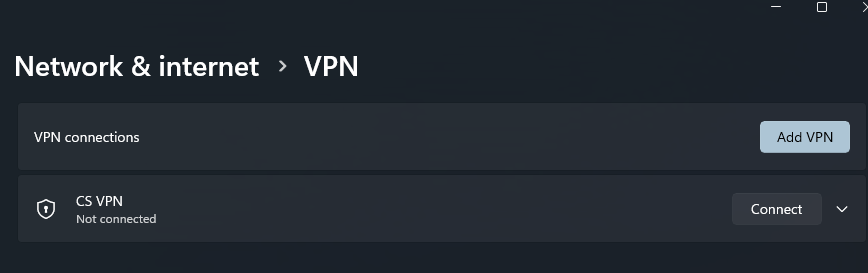 Network & internet > VPN
VPN connections
Add VPN
CS VPN
Not connected
Connect